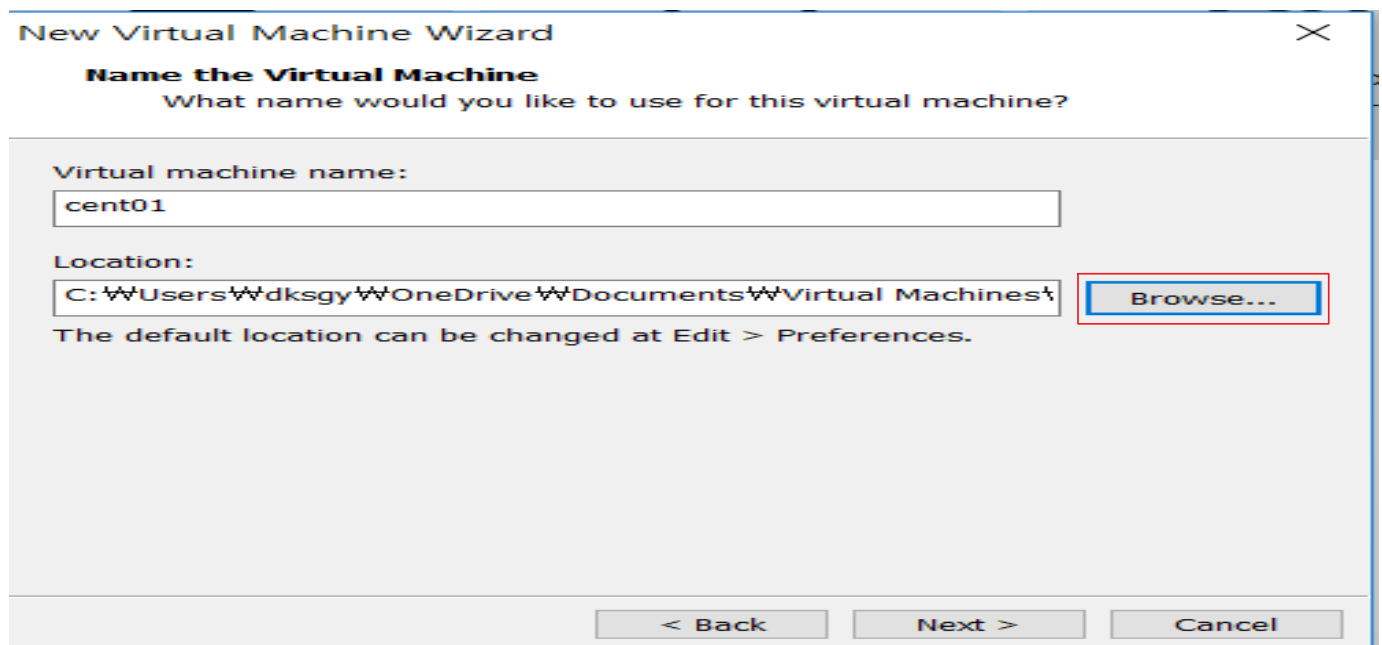 New Virtual Machine Wizard
Name the Virtual Machine
What name would you like to use for this virtual machine?
Virtual machine name:
cent01
Location:
C:₩Users₩dksgy₩OneDrive₩Documents₩Virtual Machines
Browse...
The default location can be changed at Edit > Preferences.
< Back
Next >
Cancel